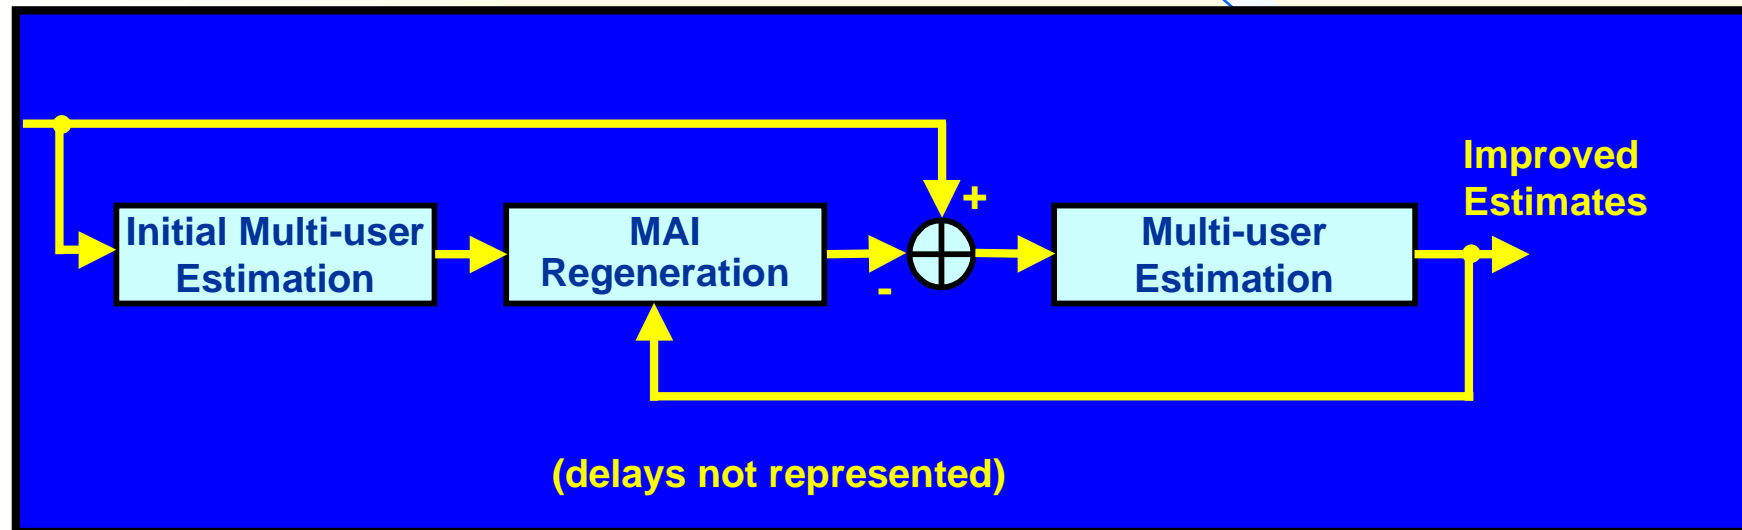 Improved
Estimates
+
Initial Multi-user
Estimation
MAI
Regeneration
-
Multi-user
Estimation
(delays not represented)